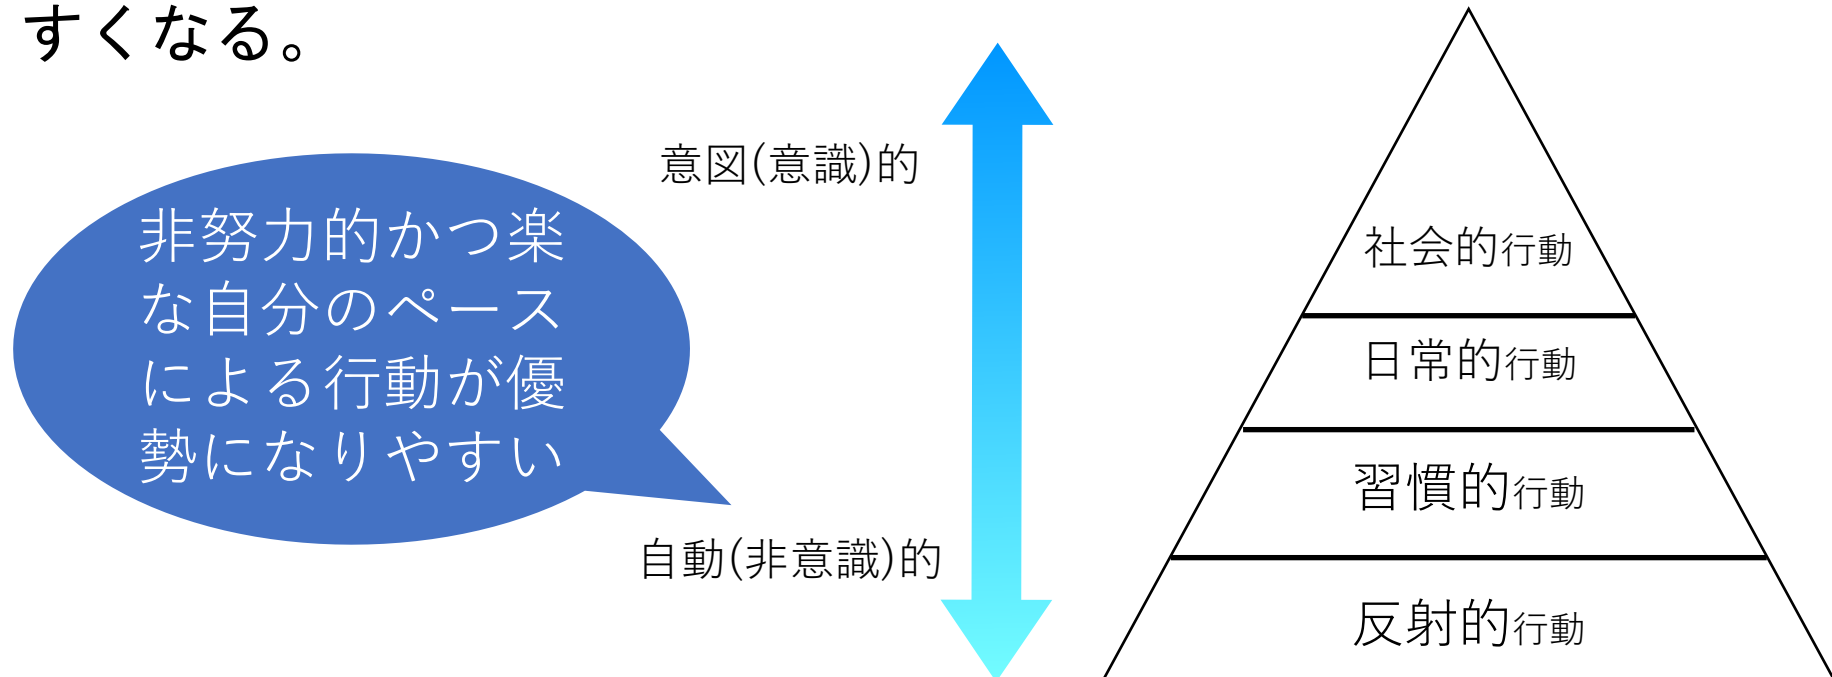 すくなる。
意図(意識)的
非努力的かつ楽
な自分のペース
による行動が優
勢になりやすい
自動(非意識)的
社会的行動
日常的行動
習慣的行動
反射的行動